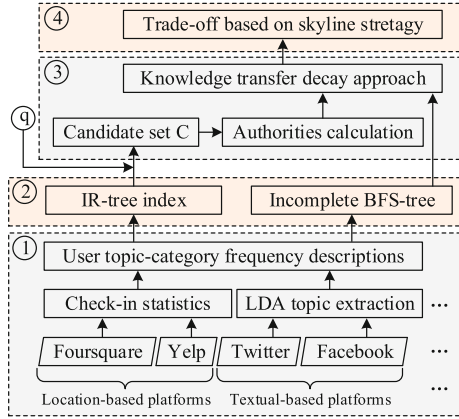 ④ Trade-off based on skyline stretagy
③ Knowledge transfer decay approach
q
Candidate set C Authorities calculation
② IR-tree index Incomplete BFS-tree
① User topic-category frequency descriptions
Check-in statistics LDA topic extraction ...
Foursquare Yelp Twitter Facebook ...
Location-based platforms Textual-based platforms ...